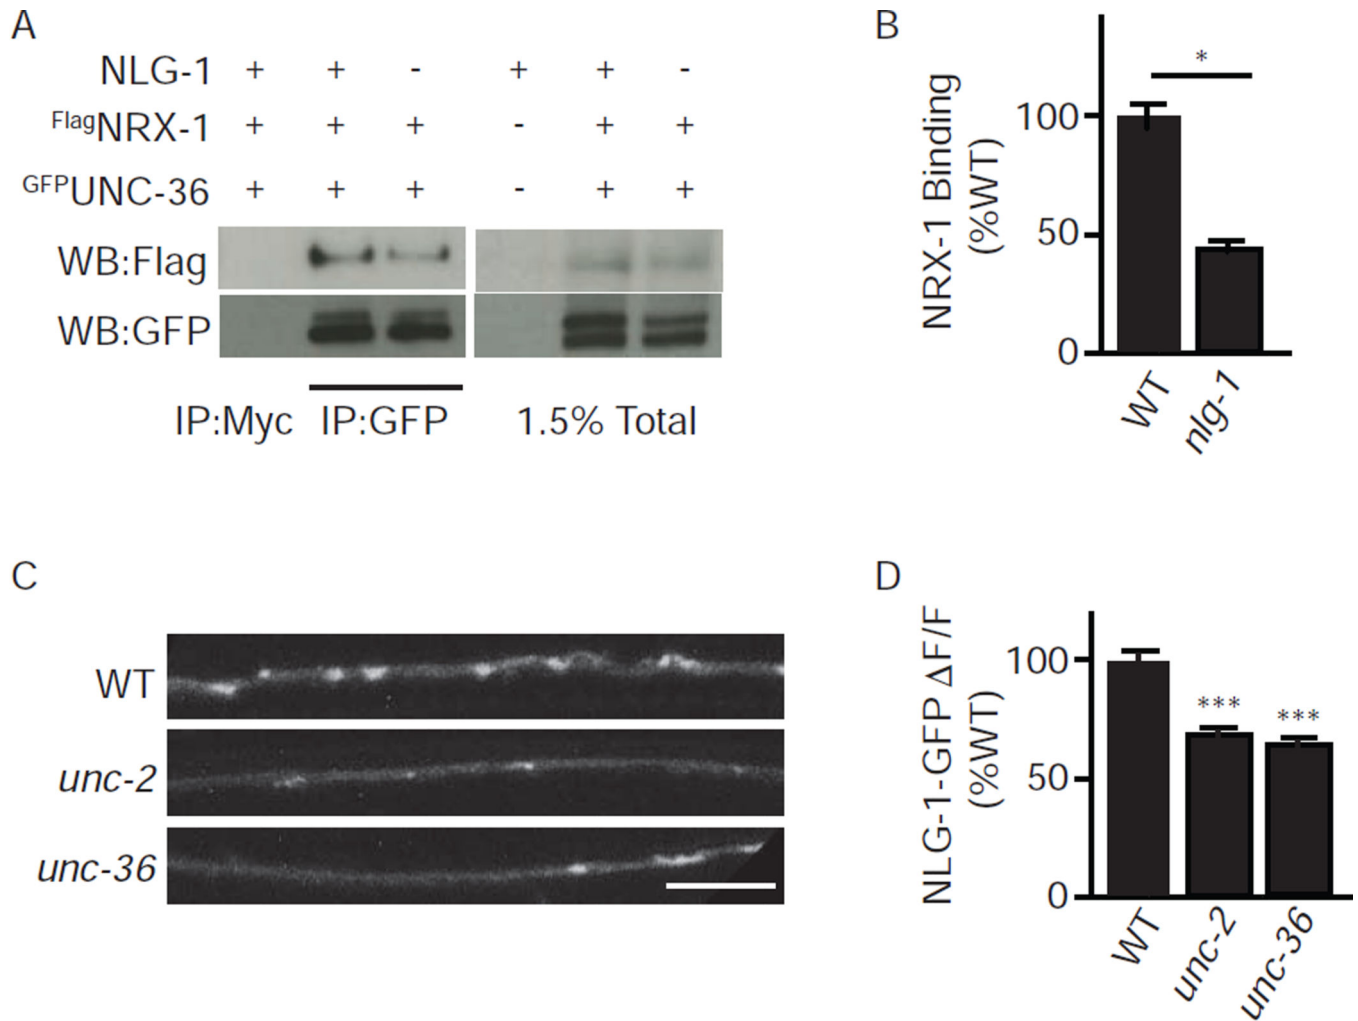 A
NLG-1 + + - + + -
FlagNRX-1 + + + - + +
GFPUNC-36 + + + - + +
WB:Flag
WB:GFP
IP:Myc IP:GFP 1.5% Total
B
NRX-1 Binding
(%WT)
*
100
50
0
WT
nlg-1
C
WT
unc-2
unc-36
D
NLG-1-GFP ΔF/F
(%WT)
100
50
0
***
***
WT
unc-2
unc-36